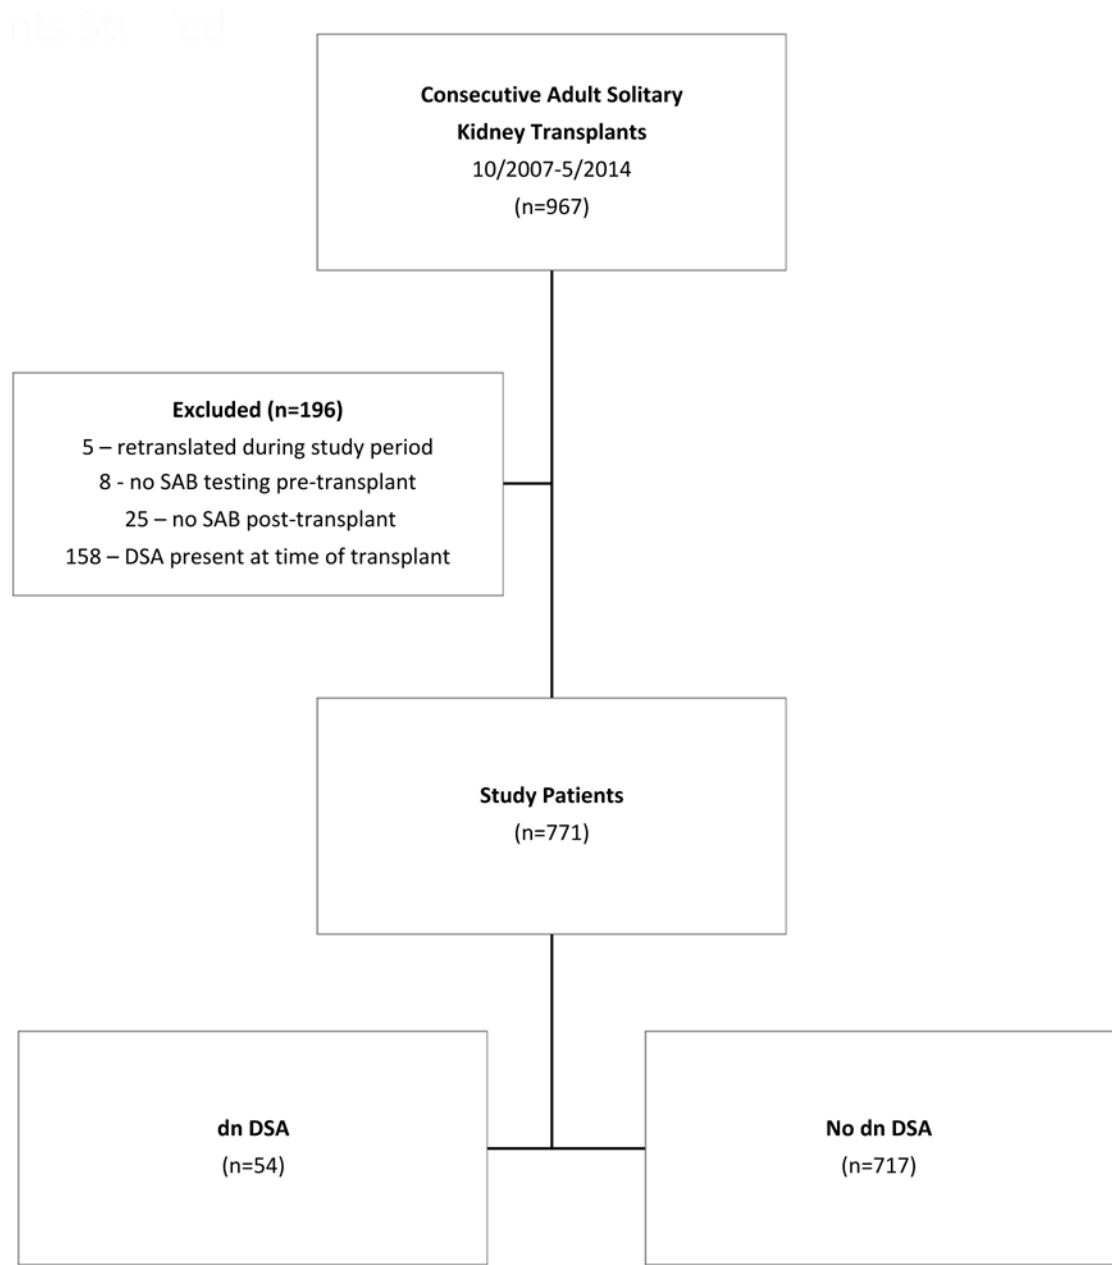 Consecutive Adult Solitary
Kidney Transplants
10/2007-5/2014
(n=967)
Excluded (n=196)
5 – retranslated during study period
8 - no SAB testing pre-transplant
25 – no SAB post-transplant
158 – DSA present at time of transplant
Study Patients
(n=771)
dn DSA
(n=54)
No dn DSA
(n=717)